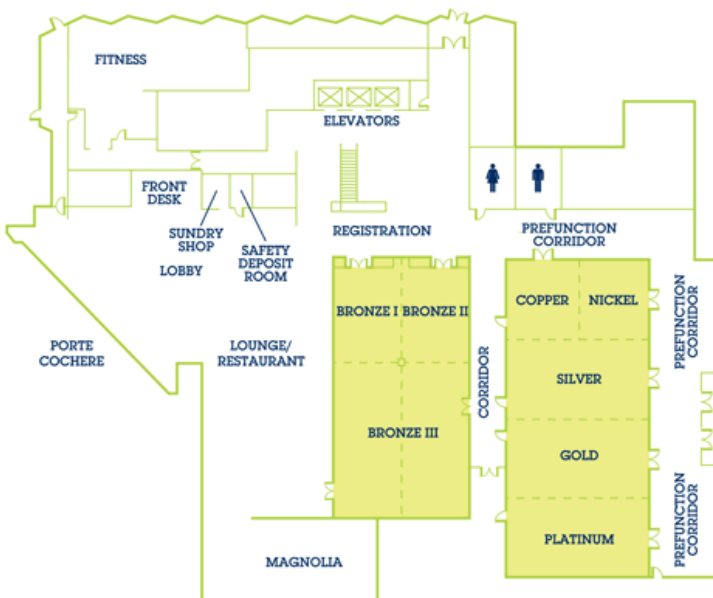 FITNESS
ELEVATORS
FRONT
DESK
SUNDRY
SHOP
SAFETY
DEPOSIT
ROOM
LOBBY
REGISTRATION
PREFUNCTION
CORRIDOR
PORTE
COCHERE
LOUNGE/
RESTAURANT
BRONZE I
BRONZE II
BRONZE III
CORRIDOR
COPPER
NICKEL
SILVER
GOLD
PLATINUM
PREFUNCTION
CORRIDOR
PREFUNCTION
CORRIDOR
MAGNOLIA